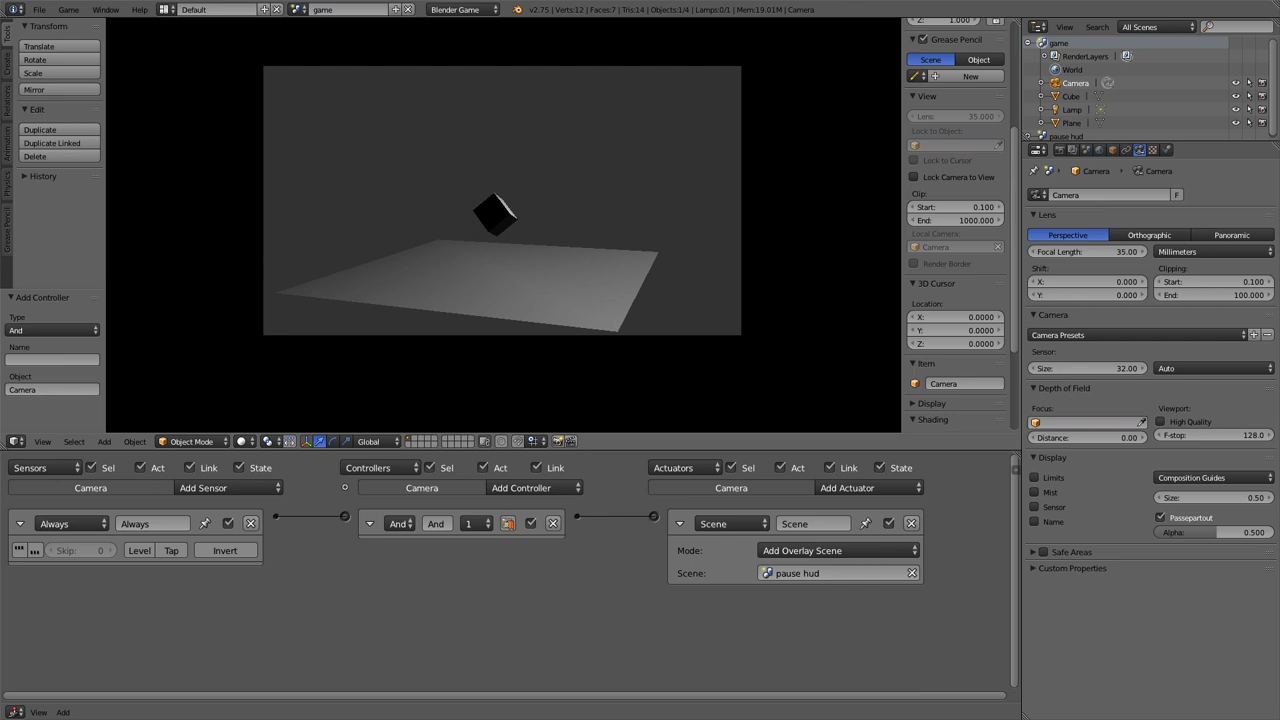 File Game Window Help Default game Blender Game v2.75 | Verts:12 | Faces:7 | Tris:14 | Objects:1/4 | Lamps:0/1 | Mem:19.01M | Camera
Tools
Create
Relations
Animation
Physics
Grease Pencil
Transform
Translate
Rotate
Scale
Mirror
Edit
Duplicate
Duplicate Linked
Delete
History
Add Controller
Type
And
Name
Object
Camera
Z: 1.000
Grease Pencil
Scene Object
New
View
Lens: 35.000
Lock to Object:
Lock to Cursor
Lock Camera to View
Clip:
Start: 0.100
End: 1000.000
Local Camera:
Camera
Render Border
3D Cursor
Location:
X: 0.0000
Y: 0.0000
Z: 0.0000
Item
Camera
Display
Shading
View Search All Scenes
game
RenderLayers
World
Camera
Cube
Lamp
Plane
pause hud
Camera Camera
Camera F
Lens
Perspective Orthographic Panoramic
Focal Length: 35.00 Millimeters
Shift: Clipping:
X: 0.000 Start: 0.100
Y: 0.000 End: 100.000
Camera
Camera Presets
Sensor:
Size: 32.00 Auto
Depth of Field
Focus: Viewport:
High Quality
Distance: 0.00 F-stop: 128.0
Display
Limits Composition Guides
Mist Size: 0.50
Sensor Passepartout
Name Alpha: 0.500
Safe Areas
Custom Properties
View Select Add Object Object Mode Global
Sensors Sel Act Link State Controllers Sel Act Link Actuators Sel Act Link State
Camera Add Sensor Camera Add Controller Camera Add Actuator
Always Always And And 1 Scene Scene
Skip: 0 Level Tap Invert Mode: Add Overlay Scene
Scene: pause hud
View Add